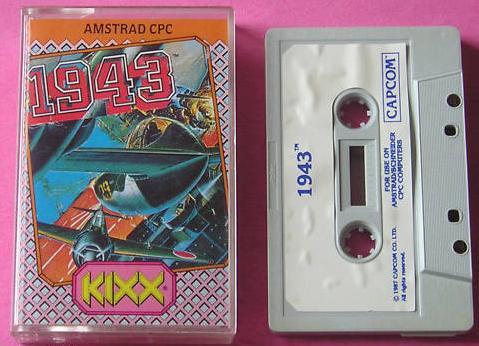 AMSTRAD CPC
1943™
KIXX
1943™
CAPCOM®
FOR USE ON
AMSTRAD/SCHNEIDER
CPC COMPUTERS
© 1987 CAPCOM CO. LTD.
All rights reserved.